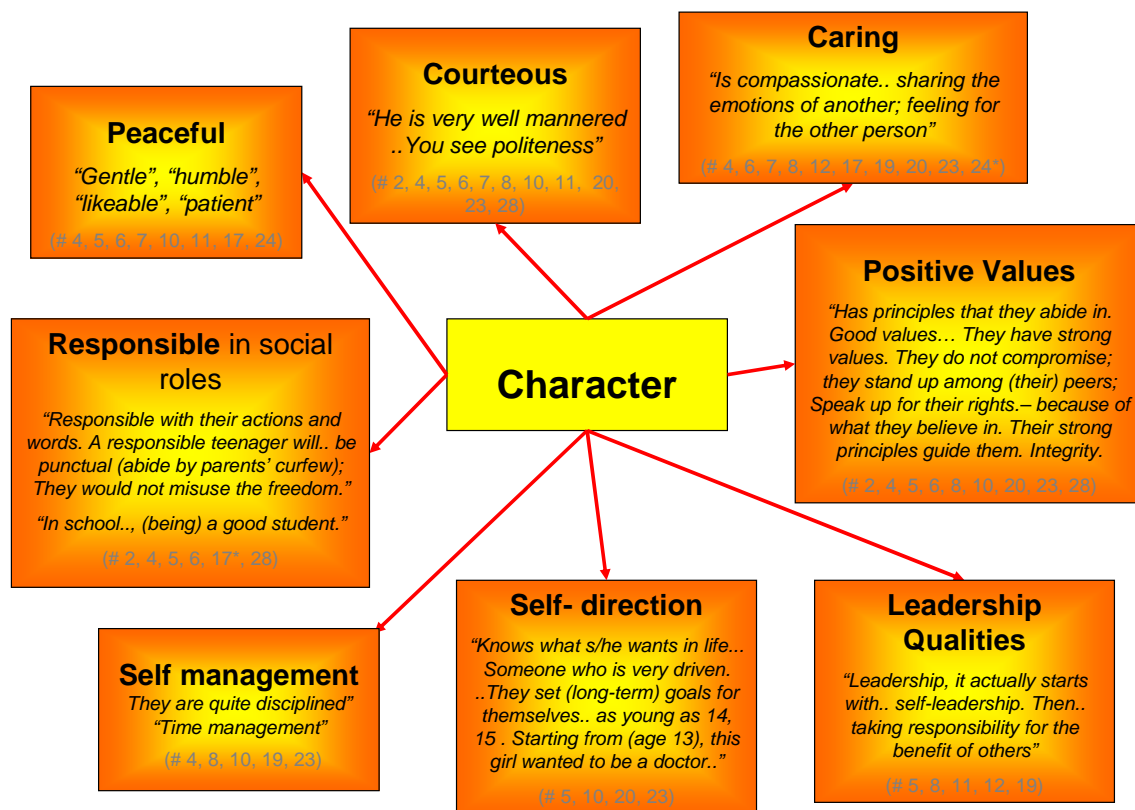 Caring
“Is compassionate.. sharing the
emotions of another; feeling for
the other person”
(# 4, 6, 7, 8, 12, 17, 19, 20, 23, 24*)
Courteous
“He is very well mannered
..You see politeness”
(# 2, 4, 5, 6, 7, 8, 10, 11, 20,
23, 28)
Peaceful
“Gentle”, “humble”,
“likeable”, “patient”
(# 4, 5, 6, 7, 10, 11, 17, 24)
Positive Values
“Has principles that they abide in.
Good values… They have strong
values. They do not compromise;
they stand up among (their) peers;
Speak up for their rights.– because of
what they believe in. Their strong
principles guide them. Integrity.
(# 2, 4, 5, 6, 8, 10, 20, 23, 28)
Character
Responsible in social
roles
“Responsible with their actions and
words. A responsible teenager will.. be
punctual (abide by parents’ curfew);
They would not misuse the freedom.”
“In school.., (being) a good student.”
(# 2, 4, 5, 6, 17*, 28)
Self management
They are quite disciplined”
“Time management”
(# 4, 8, 10, 19, 23)
Self- direction
“Knows what s/he wants in life...
Someone who is very driven.
..They set (long-term) goals for
themselves.. as young as 14,
15 . Starting from (age 13), this
girl wanted to be a doctor..”
(# 5, 10, 20, 23)
Leadership
Qualities
“Leadership, it actually starts
with.. self-leadership. Then..
taking responsibility for the
benefit of others”
(# 5, 8, 11, 12, 19)